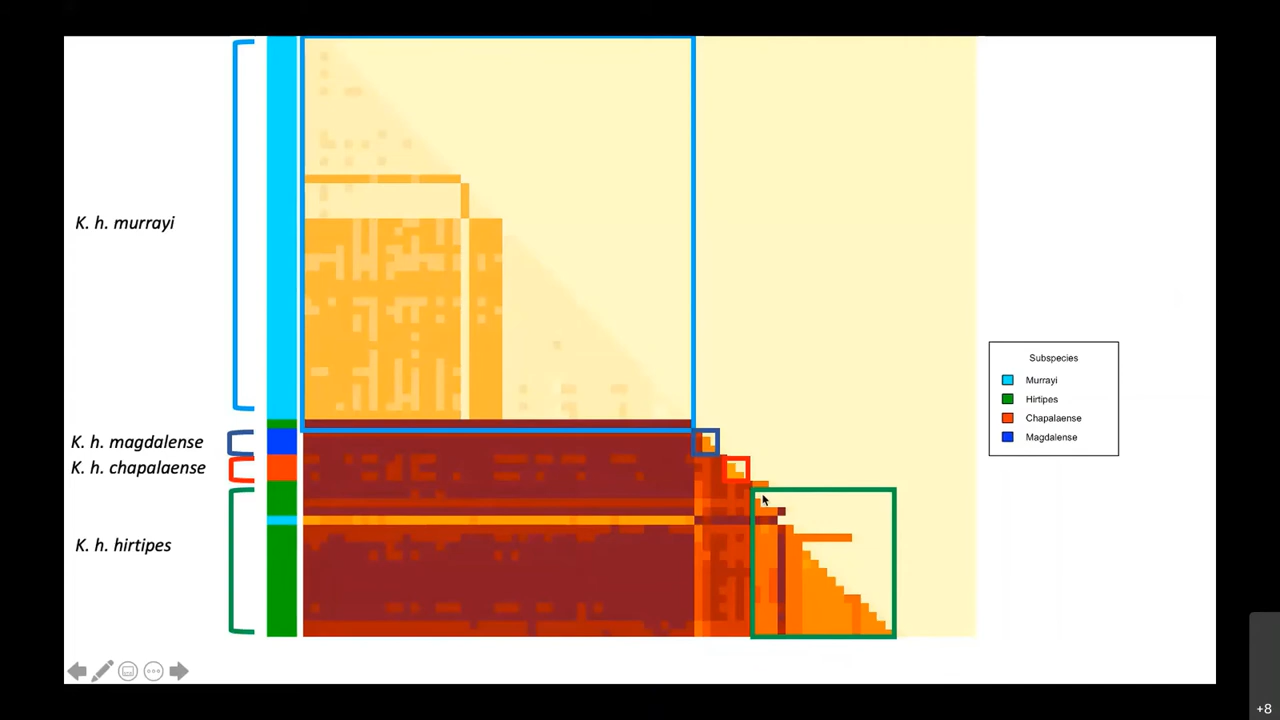 K. h. murrayi
K. h. magdalense
K. h. chapalaense
K. h. hirtipes
Subspecies
Murrayi
Hirtipes
Chapalaense
Magdalense
+8